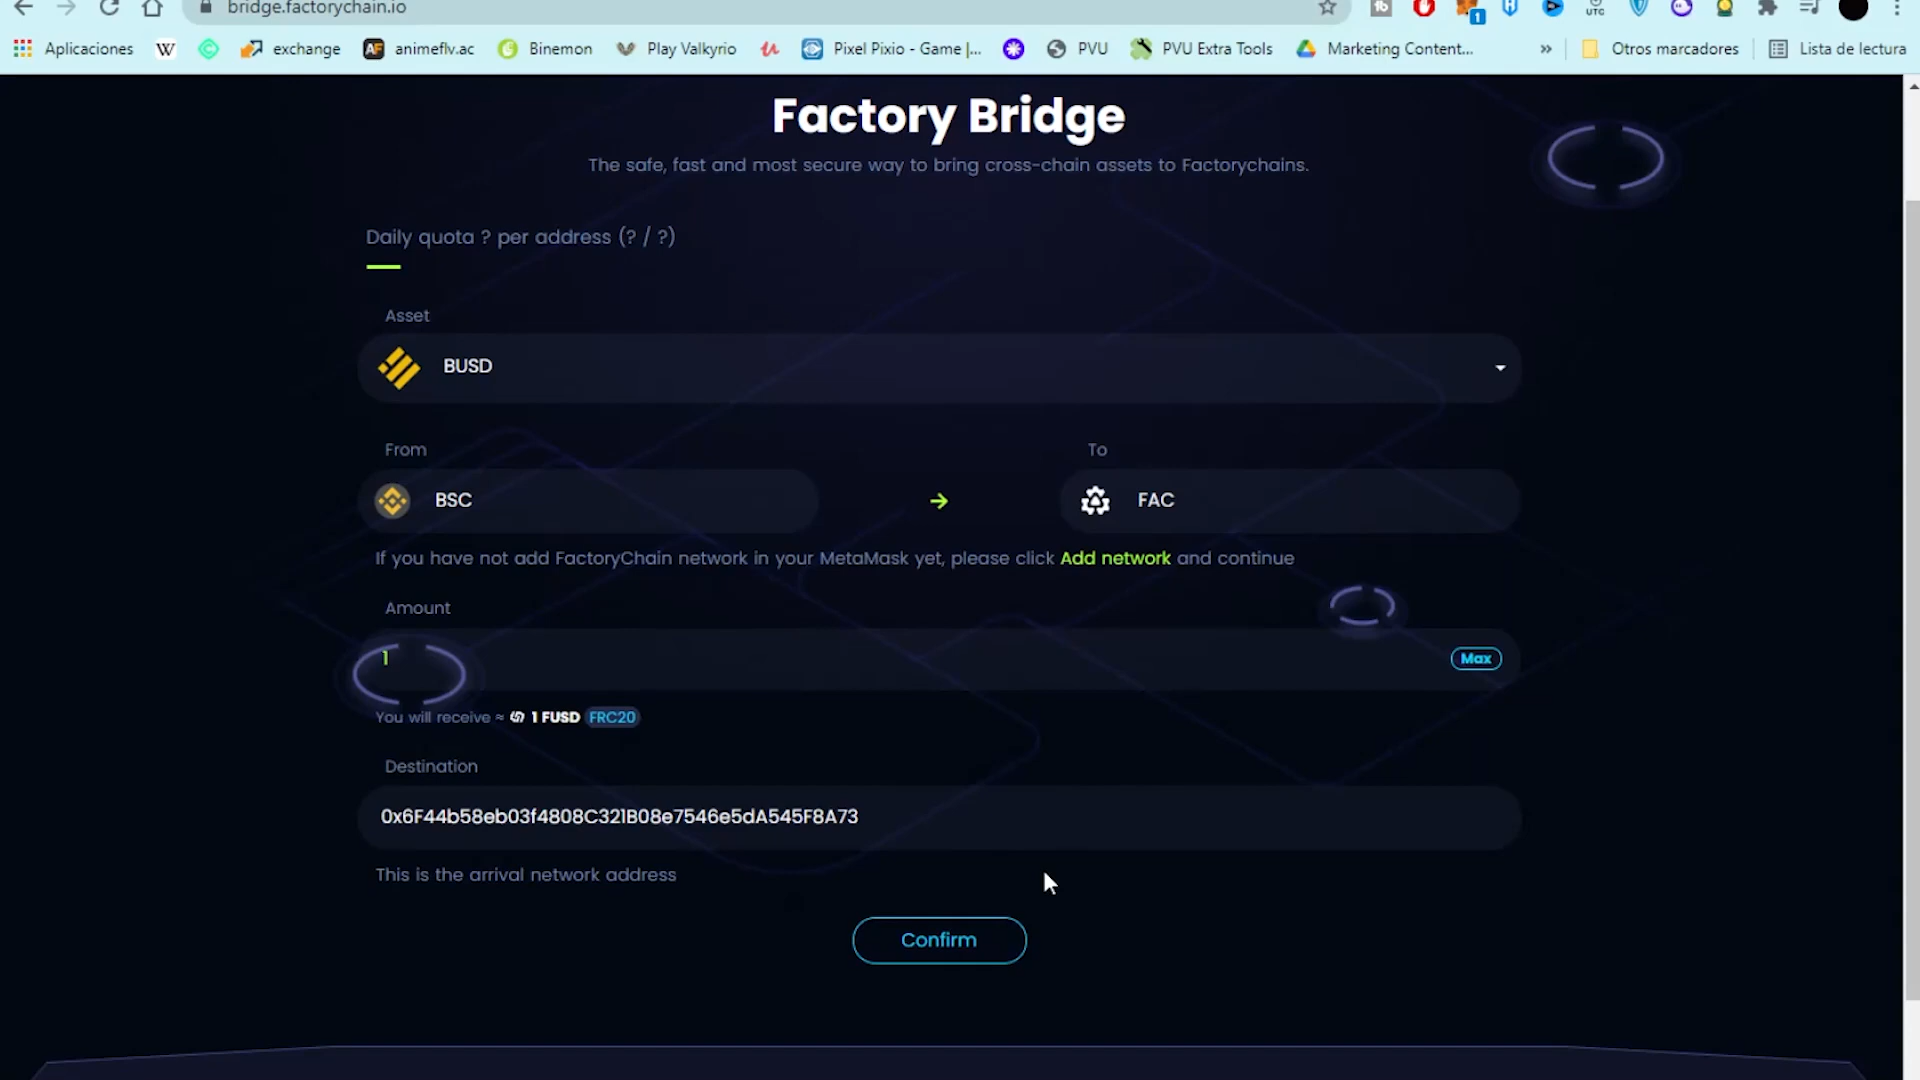 bridge.factorychain.io
tb
1
UTC
Aplicaciones
W
exchange
AF
animeflv.ac
Binemon
Play Valkyrio
Pixel Pixio - Game |...
PVU
PVU Extra Tools
Marketing Content...
»
Otros marcadores
Lista de lectura
Factory Bridge
The safe, fast and most secure way to bring cross-chain assets to Factorychains.
Daily quota ? per address (? / ?)
Asset
BUSD
From
To
BSC
FAC
If you have not add FactoryChain network in your MetaMask yet, please click Add network and continue
Amount
1
Max
You will receive ≈ 1 FUSD FRC20
Destination
0x6F44b58eb03f4808C321B08e7546e5dA545F8A73
This is the arrival network address
Confirm